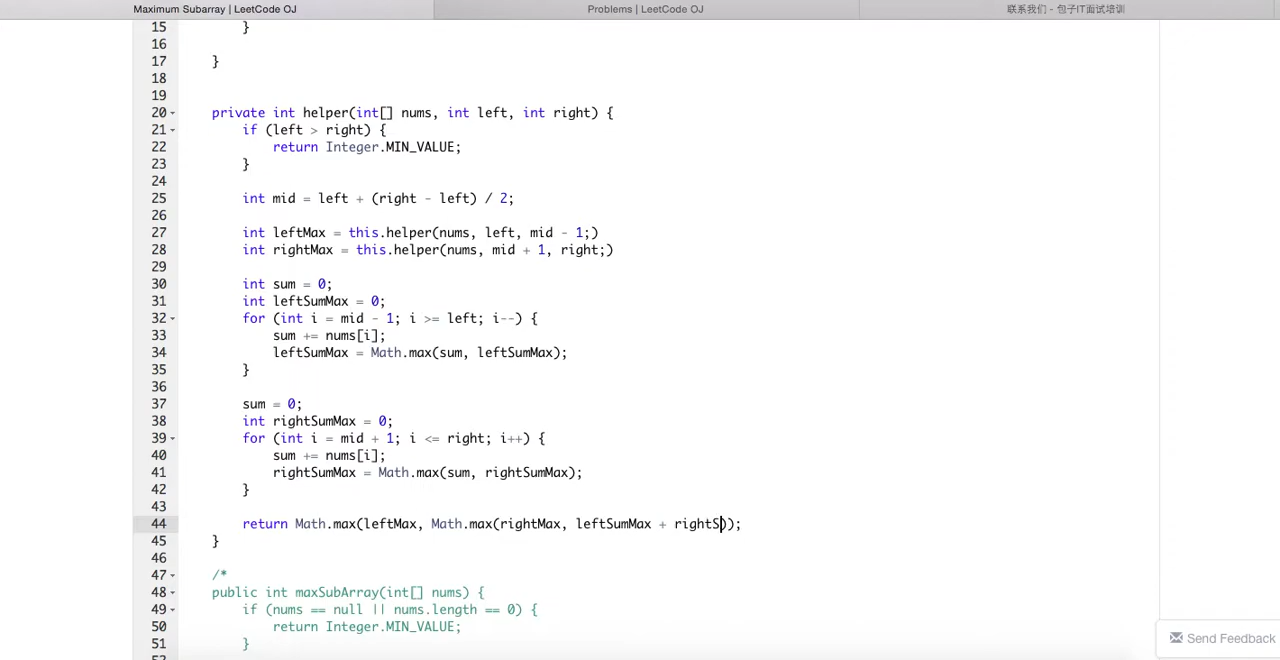 Maximum Subarray | LeetCode OJ
Problems | LeetCode OJ
联系我们 - 包子IT面试培训
15 }
16
17 }
18
19
20 private int helper(int[] nums, int left, int right) {
21 if (left > right) {
22 return Integer.MIN_VALUE;
23 }
24
25 int mid = left + (right - left) / 2;
26
27 int leftMax = this.helper(nums, left, mid - 1;)
28 int rightMax = this.helper(nums, mid + 1, right;)
29
30 int sum = 0;
31 int leftSumMax = 0;
32 for (int i = mid - 1; i >= left; i--) {
33 sum += nums[i];
34 leftSumMax = Math.max(sum, leftSumMax);
35 }
36
37 sum = 0;
38 int rightSumMax = 0;
39 for (int i = mid + 1; i <= right; i++) {
40 sum += nums[i];
41 rightSumMax = Math.max(sum, rightSumMax);
42 }
43
44 return Math.max(leftMax, Math.max(rightMax, leftSumMax + rightS));
45 }
46
47 /*
48 public int maxSubArray(int[] nums) {
49 if (nums == null || nums.length == 0) {
50 return Integer.MIN_VALUE;
51 }
Send Feedback